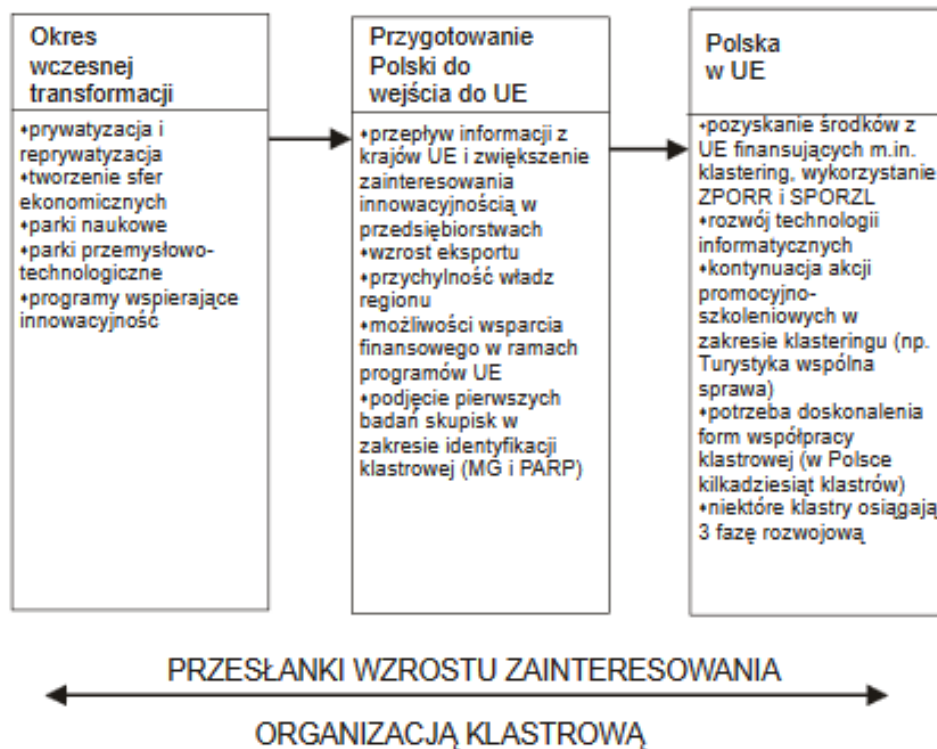 Okres
wczesnej
transformacji
•prywatyzacja i
reprywatyzacja
•tworzenie sfer
ekonomicznych
•parki naukowe
•parki przemysłowo-
technologiczne
•programy wspierające
innowacyjność
Przygotowanie
Polski do
wejścia do UE
•przepływ informacji z
krajów UE i zwiększenie
zainteresowania
innowacyjnością w
przedsiębiorstwach
•wzrost eksportu
•przychylność władz
regionu
•możliwości wsparcia
finansowego w ramach
programów UE
•podjęcie pierwszych
badań skupisk w
zakresie identyfikacji
klastrowej (MG i PARP)
Polska
w UE
•pozyskanie środków z
UE finansujących m.in.
klastering, wykorzystanie
ZPORR i SPORZL
•rozwój technologii
informatycznych
•kontynuacja akcji
promocyjno-
szkoleniowych w
zakresie klasteringu (np.
Turystyka wspólna
sprawa)
•potrzeba doskonalenia
form współpracy
klastrowej (w Polsce
kilkadziesiąt klastrów)
•niektóre klastry osiągają
3 fazę rozwojową
PRZESŁANKI WZROSTU ZAINTERESOWANIA
ORGANIZACJĄ KLASTROWĄ